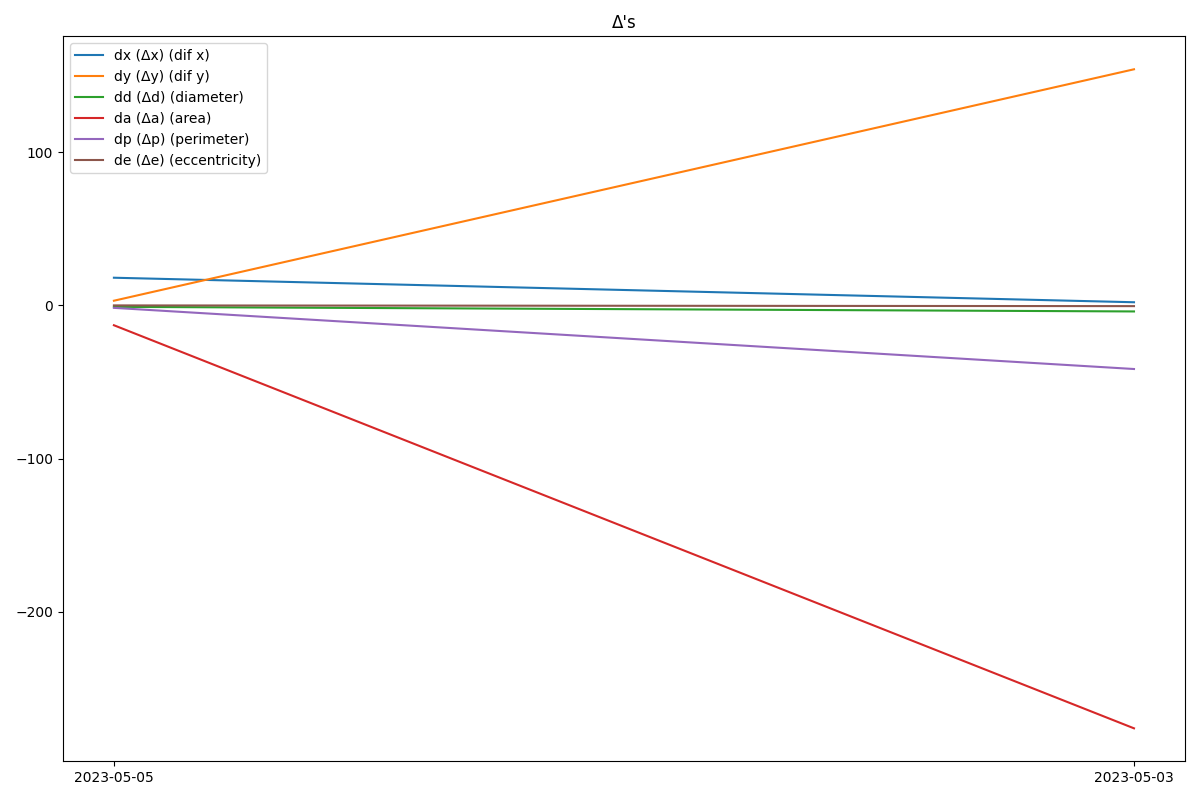 Δ's
dx (Δx) (dif x)
dy (Δy) (dif y)
dd (Δd) (diameter)
da (Δa) (area)
dp (Δp) (perimeter)
de (Δe) (eccentricity)
100
0
−100
−200
2023-05-05
2023-05-03